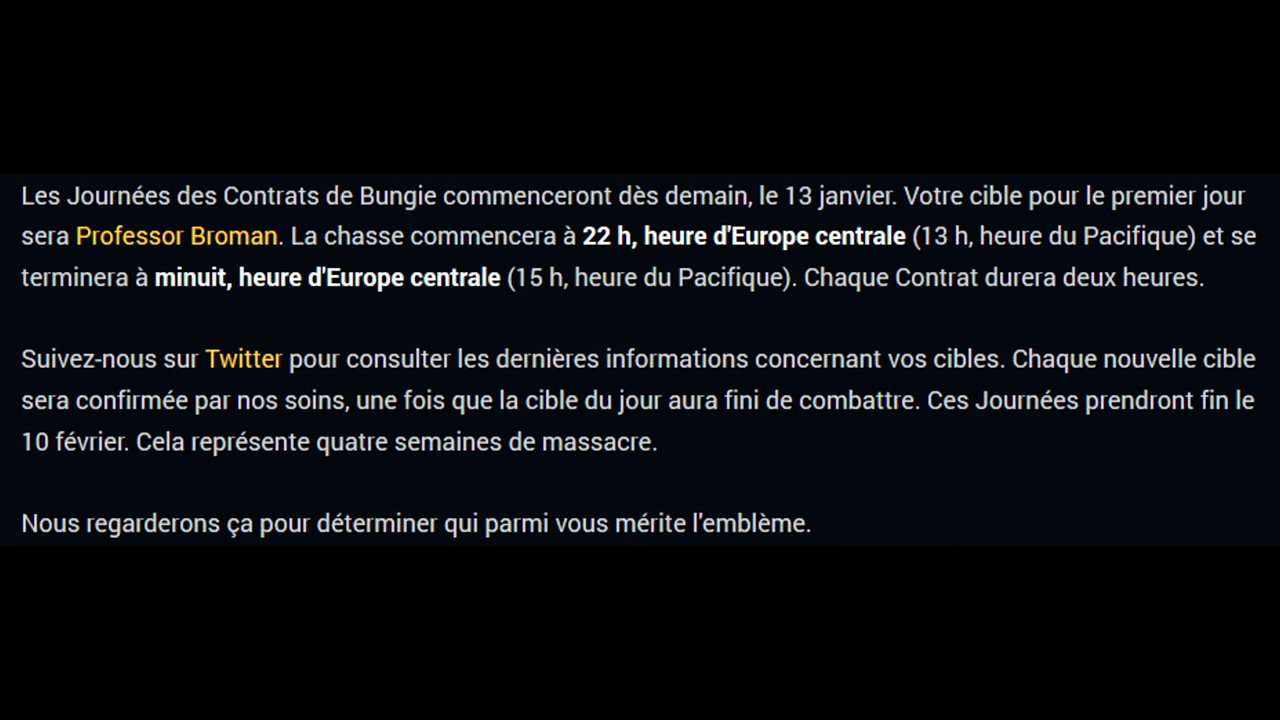 Les Journées des Contrats de Bungie commenceront dès demain, le 13 janvier. Votre cible pour le premier jour
sera Professor Broman. La chasse commencera à 22 h, heure d'Europe centrale (13 h, heure du Pacifique) et se
terminera à minuit, heure d'Europe centrale (15 h, heure du Pacifique). Chaque Contrat durera deux heures.
Suivez-nous sur Twitter pour consulter les dernières informations concernant vos cibles. Chaque nouvelle cible
sera confirmée par nos soins, une fois que la cible du jour aura fini de combattre. Ces Journées prendront fin le
10 février. Cela représente quatre semaines de massacre.
Nous regarderons ça pour déterminer qui parmi vous mérite l'emblème.